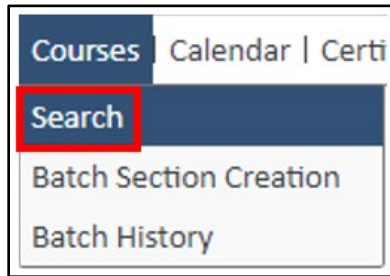 Courses | Calendar | Certi
Search
Batch Section Creation
Batch History